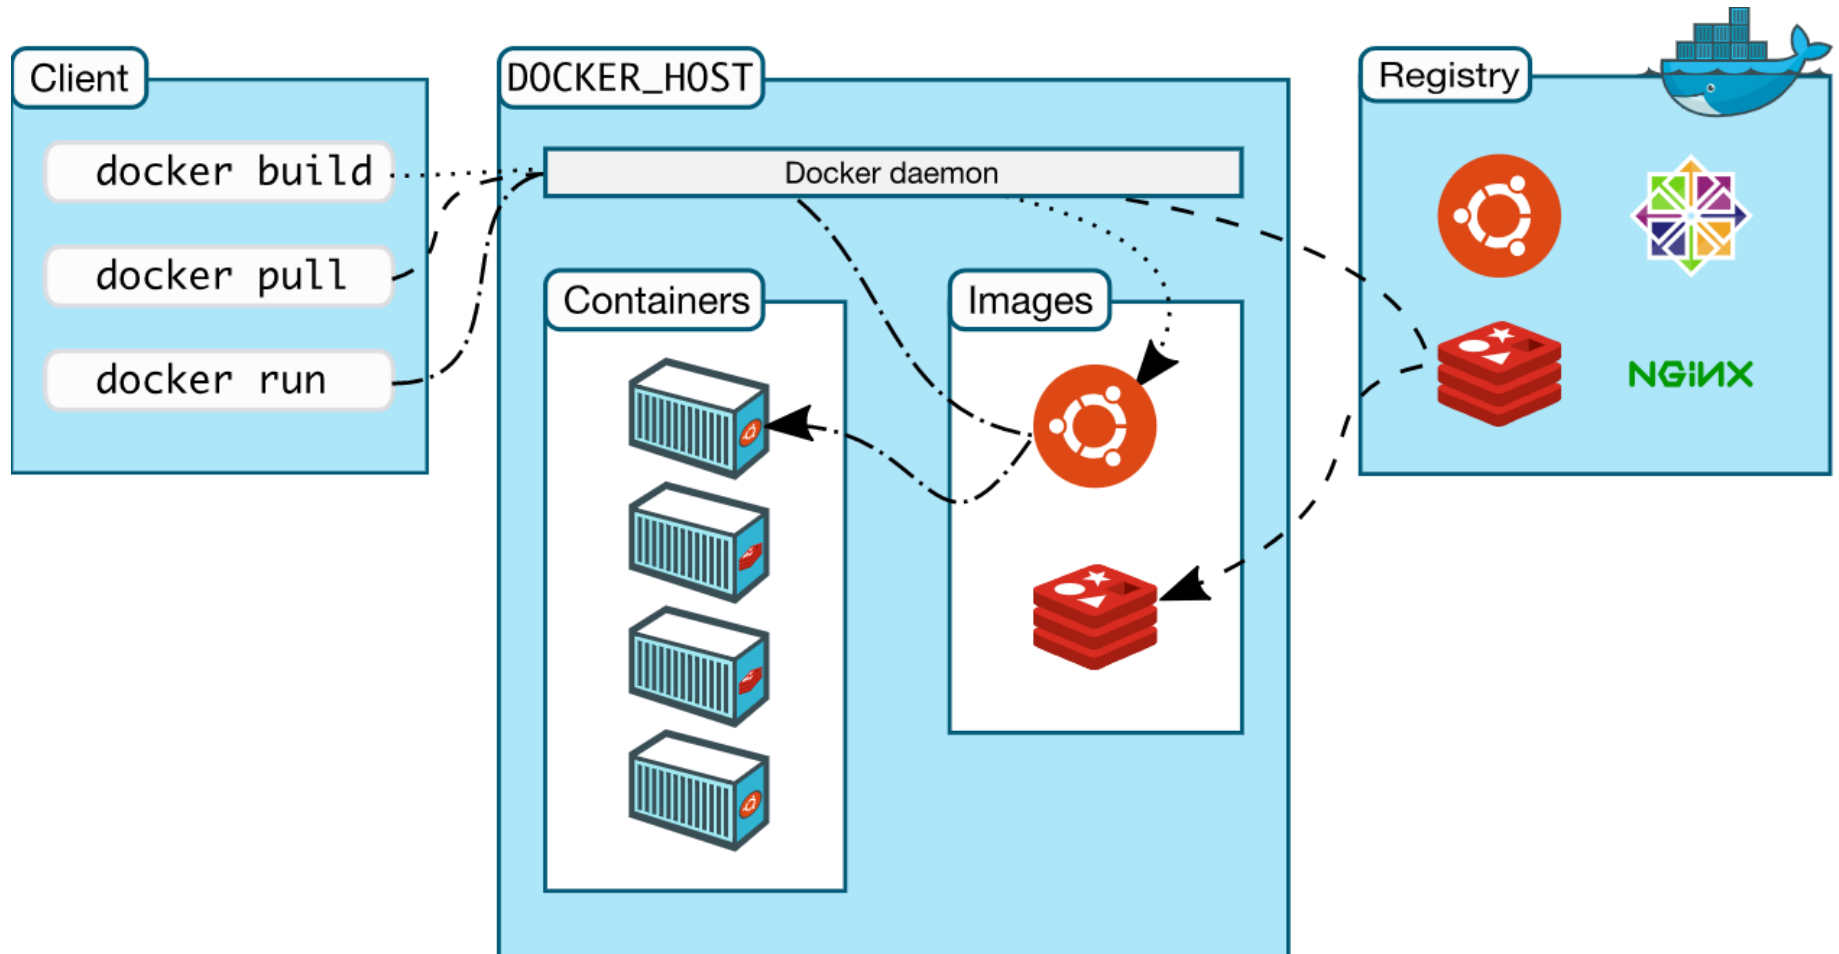 Client
docker build
docker pull
docker run
DOCKER_HOST
Docker daemon
Containers
Images
Registry
NGiNX